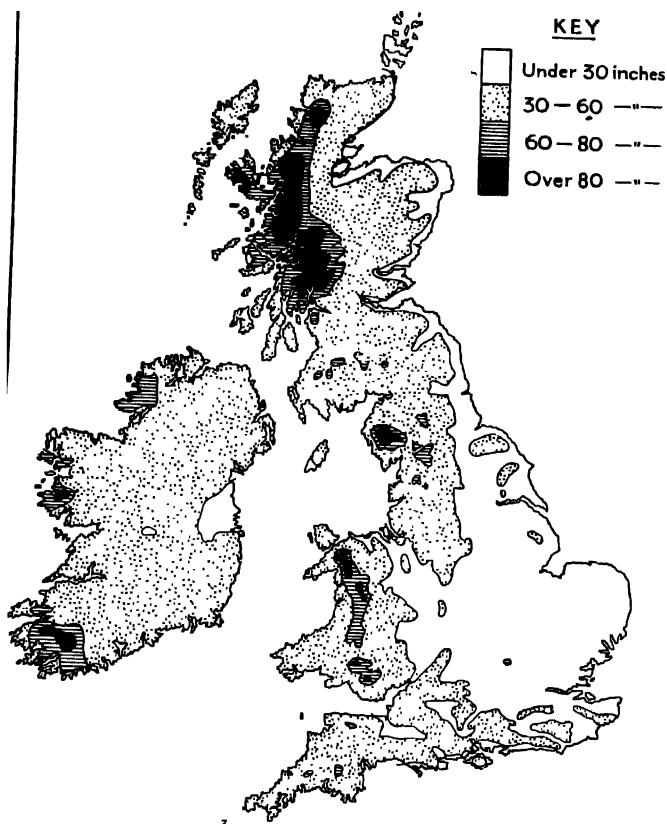 KEY
Under 30 inches
30 — 60 — " —
60 — 80 — " —
Over 80 — " —